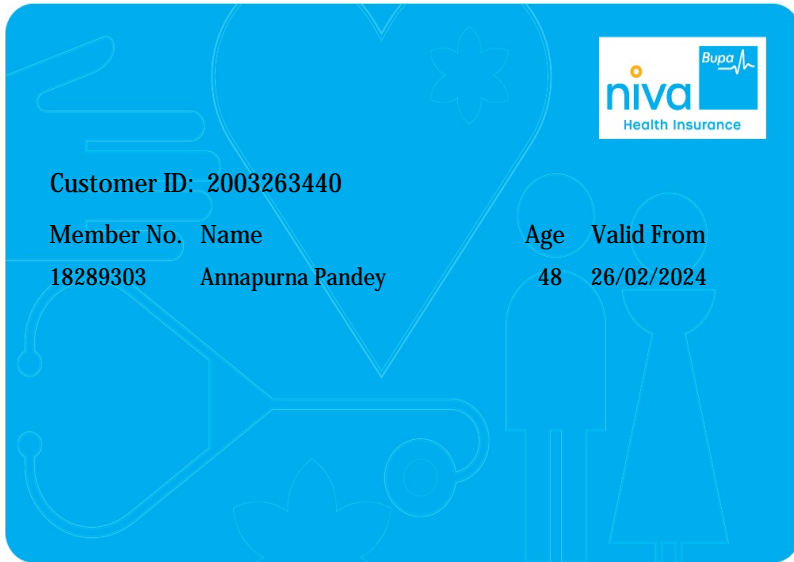 Bupa
niva
Health Insurance
Customer ID: 2003263440
Member No. Name Age Valid From
18289303 Annapurna Pandey 48 26/02/2024